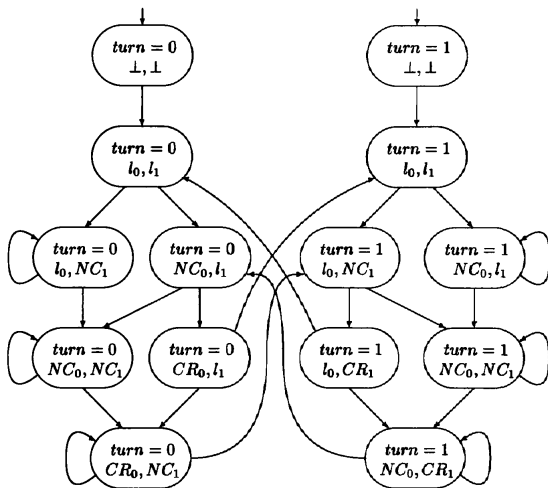 turn = 0
⊥, ⊥
turn = 1
⊥, ⊥
turn = 0
l₀, l₁
turn = 1
l₀, l₁
turn = 0
l₀, NC₁
turn = 0
NC₀, l₁
turn = 1
l₀, NC₁
turn = 1
NC₀, l₁
turn = 0
NC₀, NC₁
turn = 0
CR₀, l₁
turn = 1
l₀, CR₁
turn = 1
NC₀, NC₁
turn = 0
CR₀, NC₁
turn = 1
NC₀, CR₁